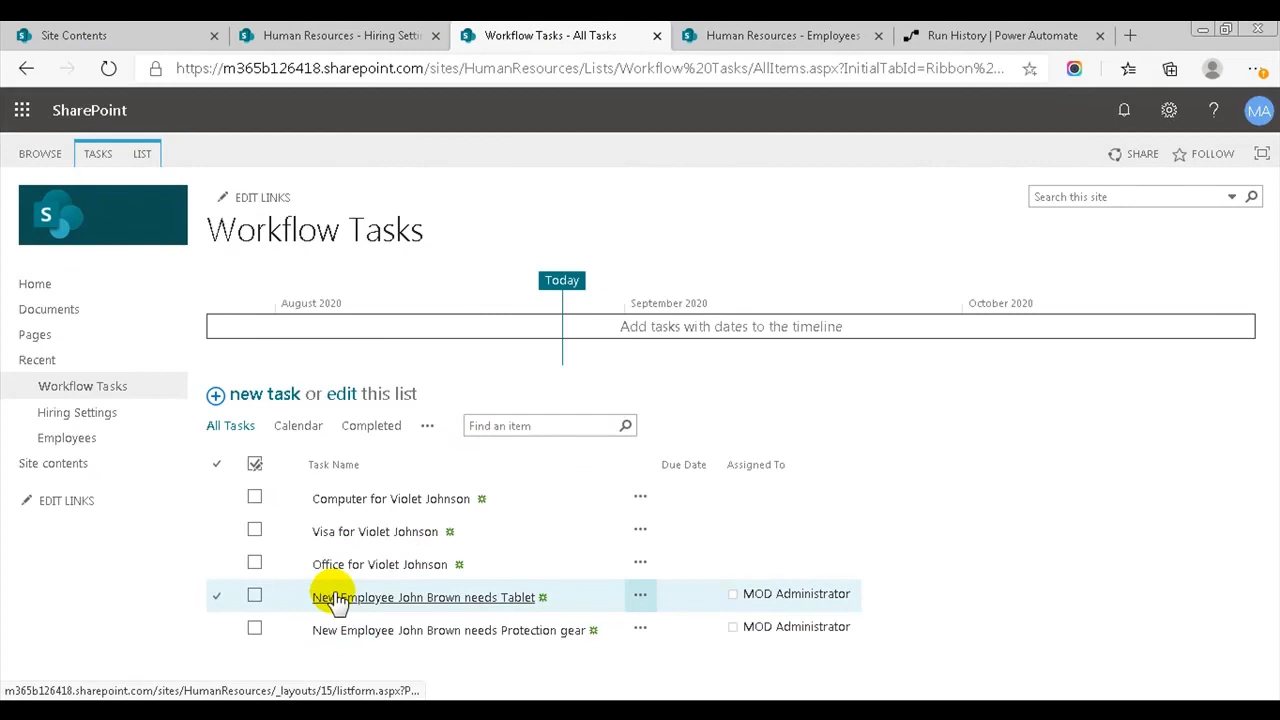 Site Contents
Human Resources - Hiring Setti
Workflow Tasks - All Tasks
Human Resources - Employees
Run History | Power Automate
https://m365b126418.sharepoint.com/sites/HumanResources/Lists/Workflow%20Tasks/AllItems.aspx?InitialTabId=Ribbon%2...
SharePoint
MA
BROWSE TASKS LIST
SHARE FOLLOW
S
EDIT LINKS
Workflow Tasks
Search this site
Today
August 2020 September 2020 October 2020
Add tasks with dates to the timeline
Home
Documents
Pages
Recent
Workflow Tasks
Hiring Settings
Employees
Site contents
EDIT LINKS
new task or edit this list
All Tasks Calendar Completed ... Find an item
Task Name Due Date Assigned To
Computer for Violet Johnson ...
Visa for Violet Johnson ...
Office for Violet Johnson ...
New Employee John Brown needs Tablet ... MOD Administrator
New Employee John Brown needs Protection gear ... MOD Administrator
m365b126418.sharepoint.com/sites/HumanResources/_layouts/15/listform.aspx?P...